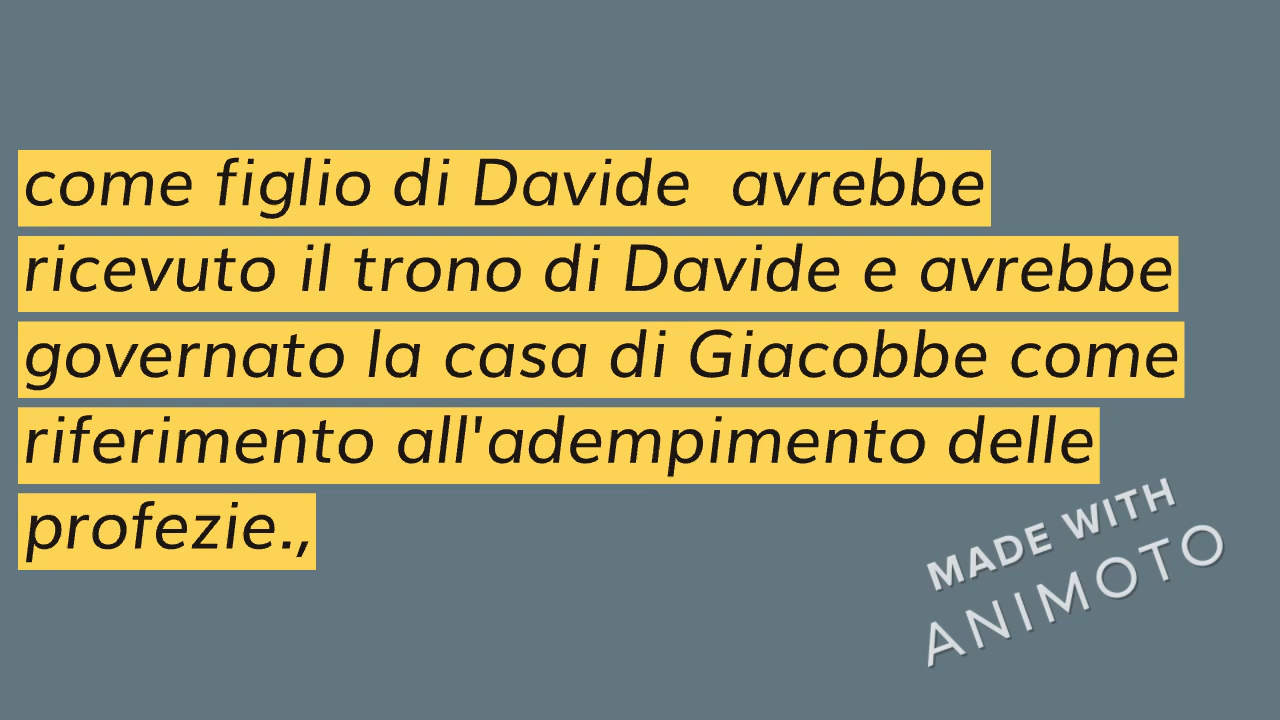 come figlio di Davide  avrebbe
ricevuto il trono di Davide e avrebbe
governato la casa di Giacobbe come
riferimento all'adempimento delle
profezie.,
MADE WITH
ANIMOTO